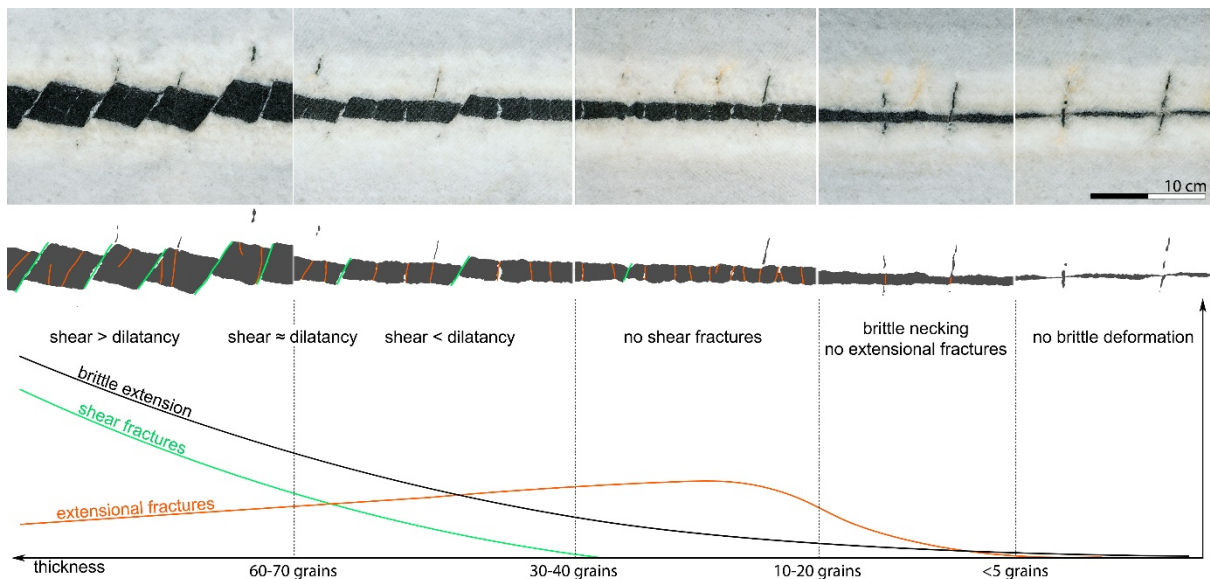 10 cm
shear > dilatancy
shear ≈ dilatancy
shear < dilatancy
no shear fractures
brittle necking
no extensional fractures
no brittle deformation
brittle extension
shear fractures
extensional fractures
thickness
60-70 grains
30-40 grains
10-20 grains
<5 grains